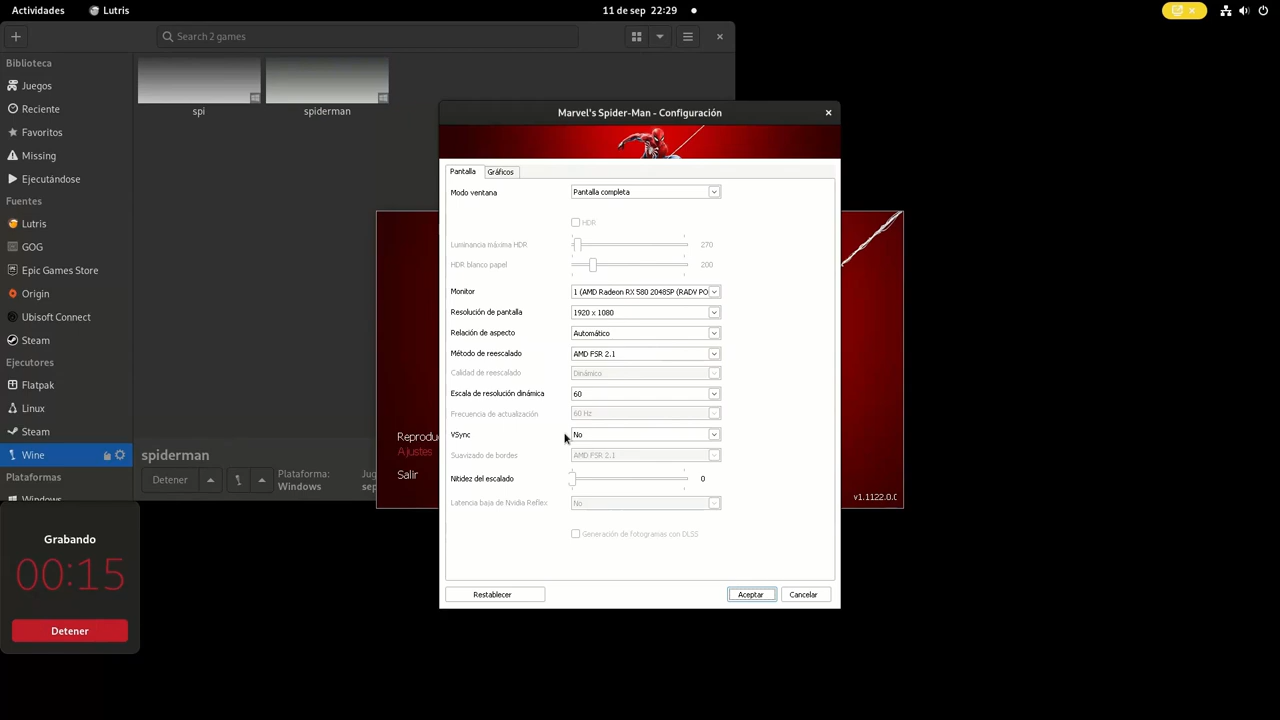 Actividades
Lutris
11 de sep 22:29
Search 2 games
Biblioteca
Juegos
Reciente
Favoritos
Missing
Ejecutándose
Fuentes
Lutris
GOG
Epic Games Store
Origin
Ubisoft Connect
Steam
Ejecutores
Flatpak
Linux
Steam
Wine
Plataformas
Windows
spi
spiderman
spiderman
Detener
Plataforma:
Windows
Jug
sep
Grabando
00:15
Detener
Reprodu
Ajustes
Salir
v1.1122.0.0
Marvel's Spider-Man - Configuración
Pantalla
Gráficos
Modo ventana
Pantalla completa
HDR
Luminancia máxima HDR
270
HDR blanco papel
200
Monitor
1 (AMD Radeon RX 580 2048SP (RADV PO
Resolución de pantalla
1920 x 1080
Relación de aspecto
Automático
Método de reescalado
AMD FSR 2.1
Calidad de reescalado
Dinámico
Escala de resolución dinámica
60
Frecuencia de actualización
60 Hz
VSync
No
Suavizado de bordes
AMD FSR 2.1
Nitidez del escalado
0
Latencia baja de Nvidia Reflex
No
Generación de fotogramas con DLSS
Restablecer
Aceptar
Cancelar